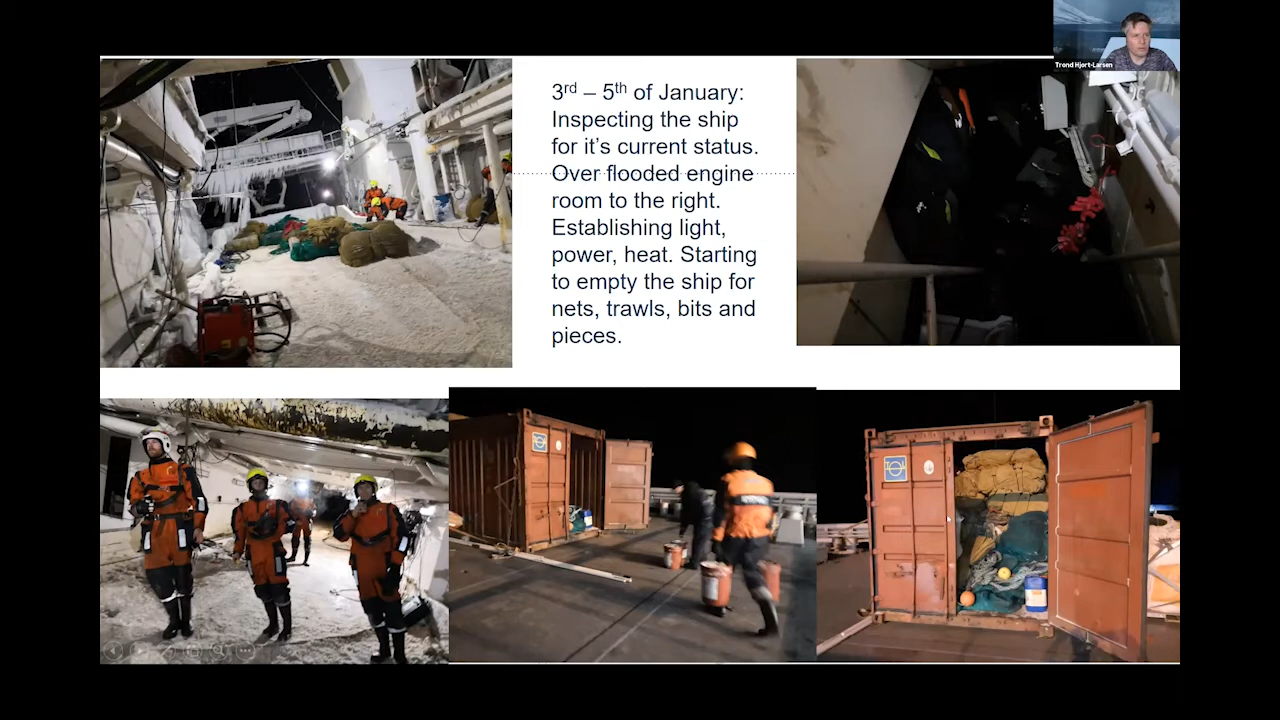 Trond Hjort-Larsen
3rd – 5th of January:
Inspecting the ship
for it's current status.
Over flooded engine
room to the right.
Establishing light,
power, heat. Starting
to empty the ship for
nets, trawls, bits and
pieces.